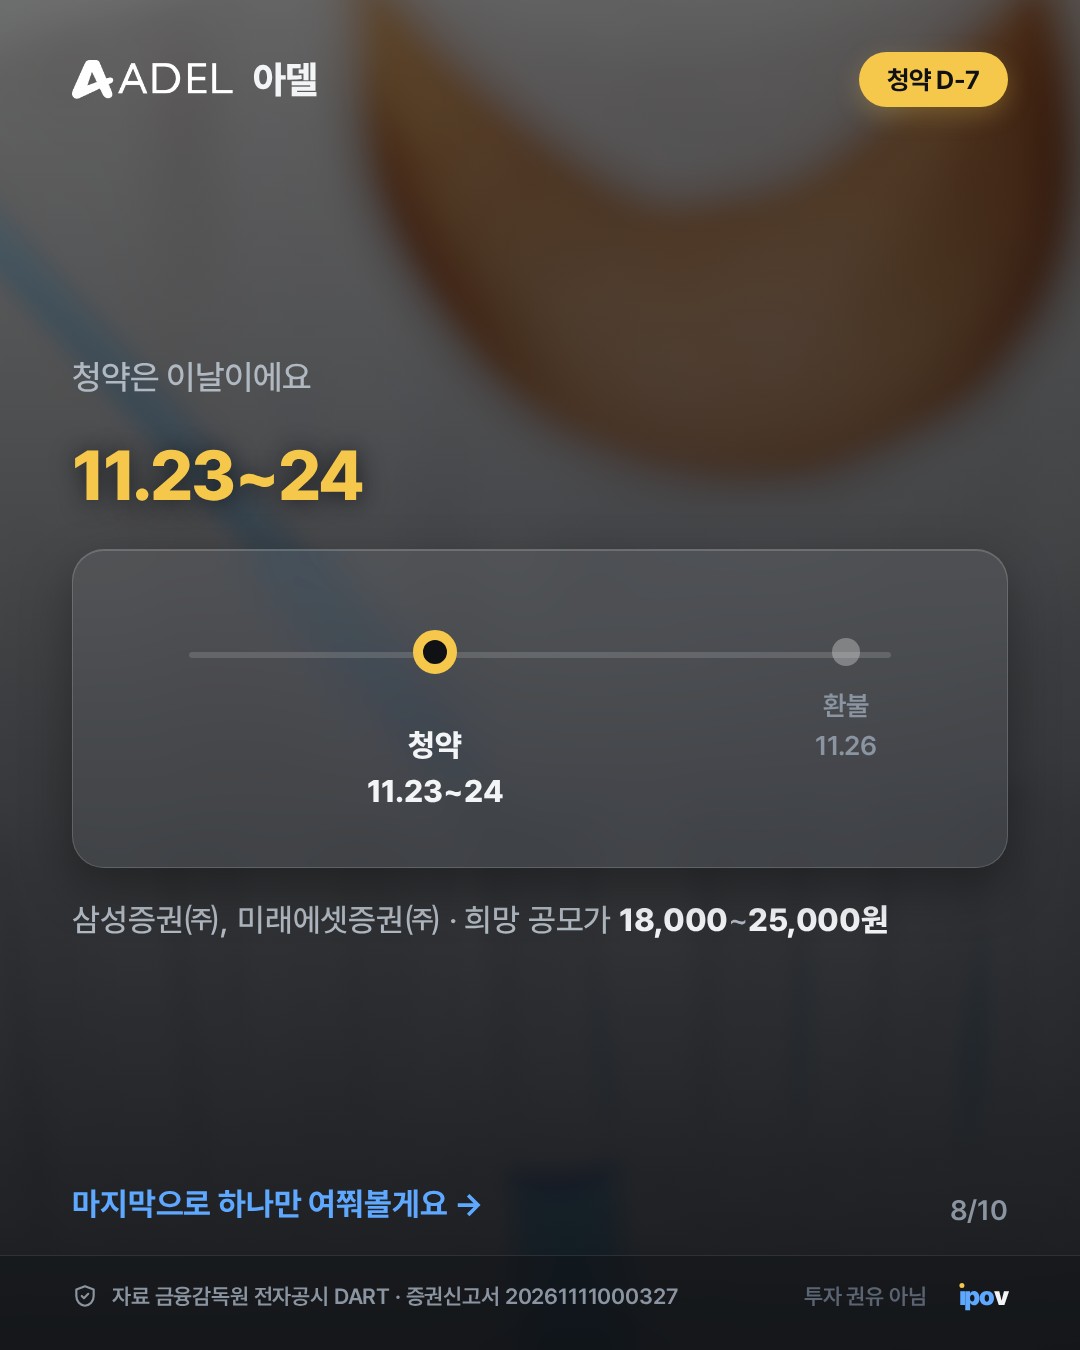 ADEL 아델
청약 D-7
청약은 이날이에요
11.23~24
청약
11.23~24
환불
11.26
삼성증권㈜, 미래에셋증권㈜ · 희망 공모가 18,000~25,000원
마지막으로 하나만 여쭤볼게요 →
8/10
자료 금융감독원 전자공시 DART · 증권신고서 20261111000327
투자 권유 아님
ipov